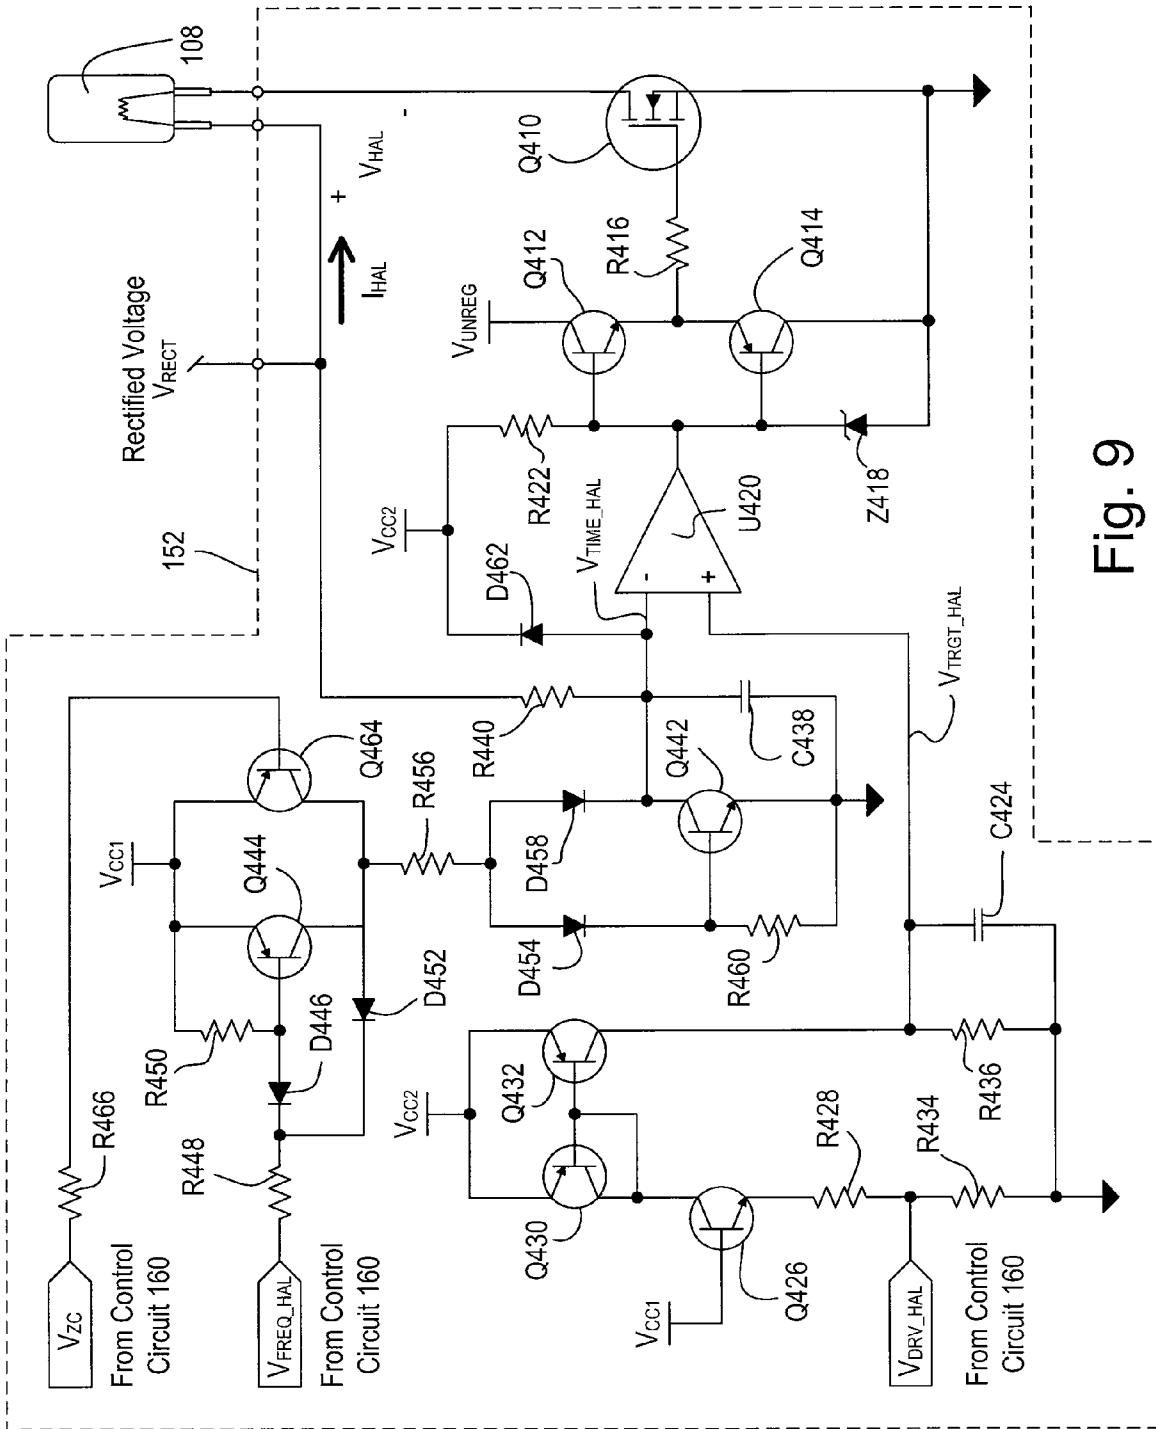 108
152
Rectified Voltage
VRECT
IHAL
+
VHAL
-
VZC
From Control
Circuit 160
R466
VFREQ_HAL
From Control
Circuit 160
R448
R450
D446
D452
VCC1
Q444
Q464
R456
D454
D458
R460
Q442
R440
C438
VCC2
D462
R422
VTIME_HAL
-
+
U420
Z418
VUNREG
Q412
Q414
R416
Q410
VCC2
Q430
Q432
VCC1
Q426
R428
R434
R436
C424
VTRGT_HAL
VDRV_HAL
From Control
Circuit 160
Fig. 9